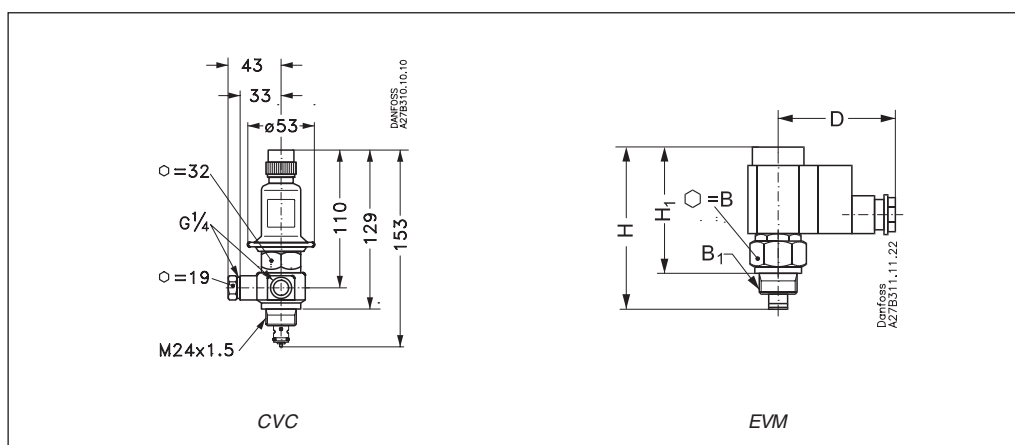 43
33
ø53
=32
G1/4
=19
M24x1.5
110
129
153
DANFOSS
A27B310.10.10
CVC
D
H
H1
=B
B1
Danfoss
A27B311.11.22
EVM